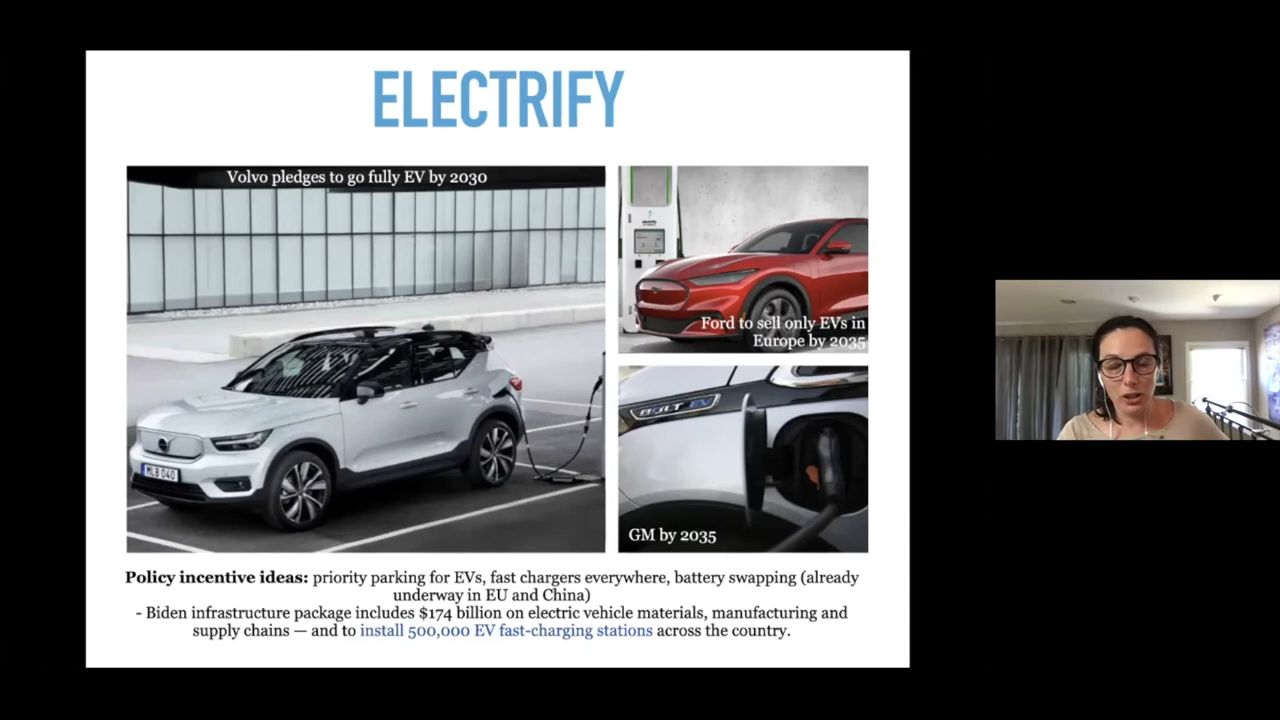 ELECTRIFY
Volvo pledges to go fully EV by 2030
MLB 040
Ford to sell only EVs in
Europe by 2035
BOLT EV
GM by 2035
Policy incentive ideas: priority parking for EVs, fast chargers everywhere, battery swapping (already
underway in EU and China)
- Biden infrastructure package includes $174 billion on electric vehicle materials, manufacturing and
supply chains — and to install 500,000 EV fast-charging stations across the country.